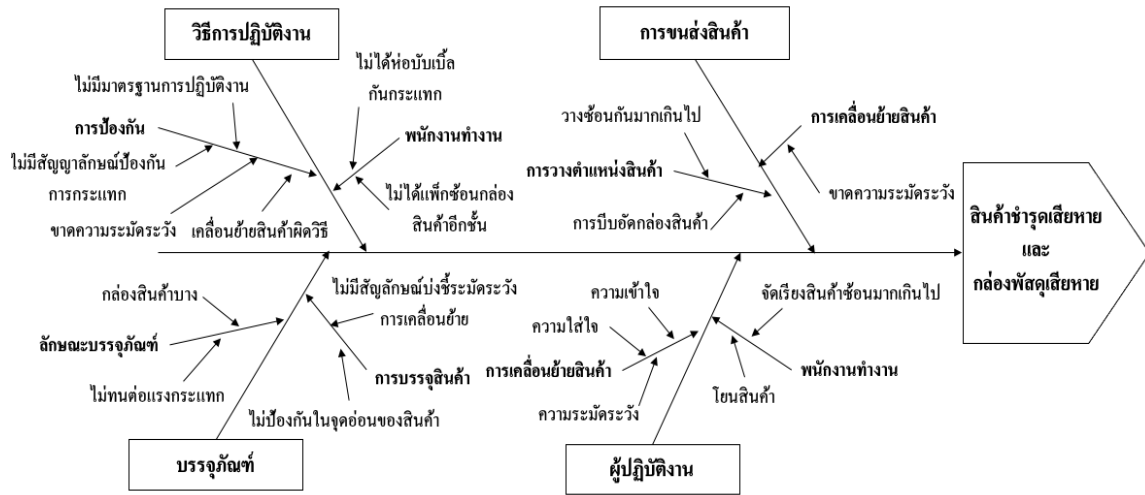 วิธีการปฏิบัติงาน
การขนส่งสินค้า
ไม่ได้ห่อบับเบิ้ล
กันกระแทก
ไม่มีมาตรฐานการปฏิบัติงาน
การป้องกัน
พนักงานทำงาน
ไม่มีสัญญาลักษณ์ป้องกัน
การกระแทก
ขาดความระมัดระวัง
เคลื่อนย้ายสินค้าผิดวิธี
ไม่ได้แพ็กซ้อนกล่อง
สินค้าอีกชั้น
วางซ้อนกันมากเกินไป
การเคลื่อนย้ายสินค้า
การวางตำแหน่งสินค้า
ขาดความระมัดระวัง
การบีบอัดกล่องสินค้า
สินค้าชำรุดเสียหาย
และ
กล่องพัสดุเสียหาย
กล่องสินค้าบาง
ลักษณะบรรจุภัณฑ์
ไม่ทนต่อแรงกระแทก
ไม่มีสัญลักษณ์บ่งชี้ระมัดระวัง
การเคลื่อนย้าย
การบรรจุสินค้า
ไม่ป้องกันในจุดอ่อนของสินค้า
ความเข้าใจ
ความใส่ใจ
การเคลื่อนย้ายสินค้า
ความระมัดระวัง
จัดเรียงสินค้าซ้อนมากเกินไป
พนักงานทำงาน
โยนสินค้า
บรรจุภัณฑ์
ผู้ปฏิบัติงาน